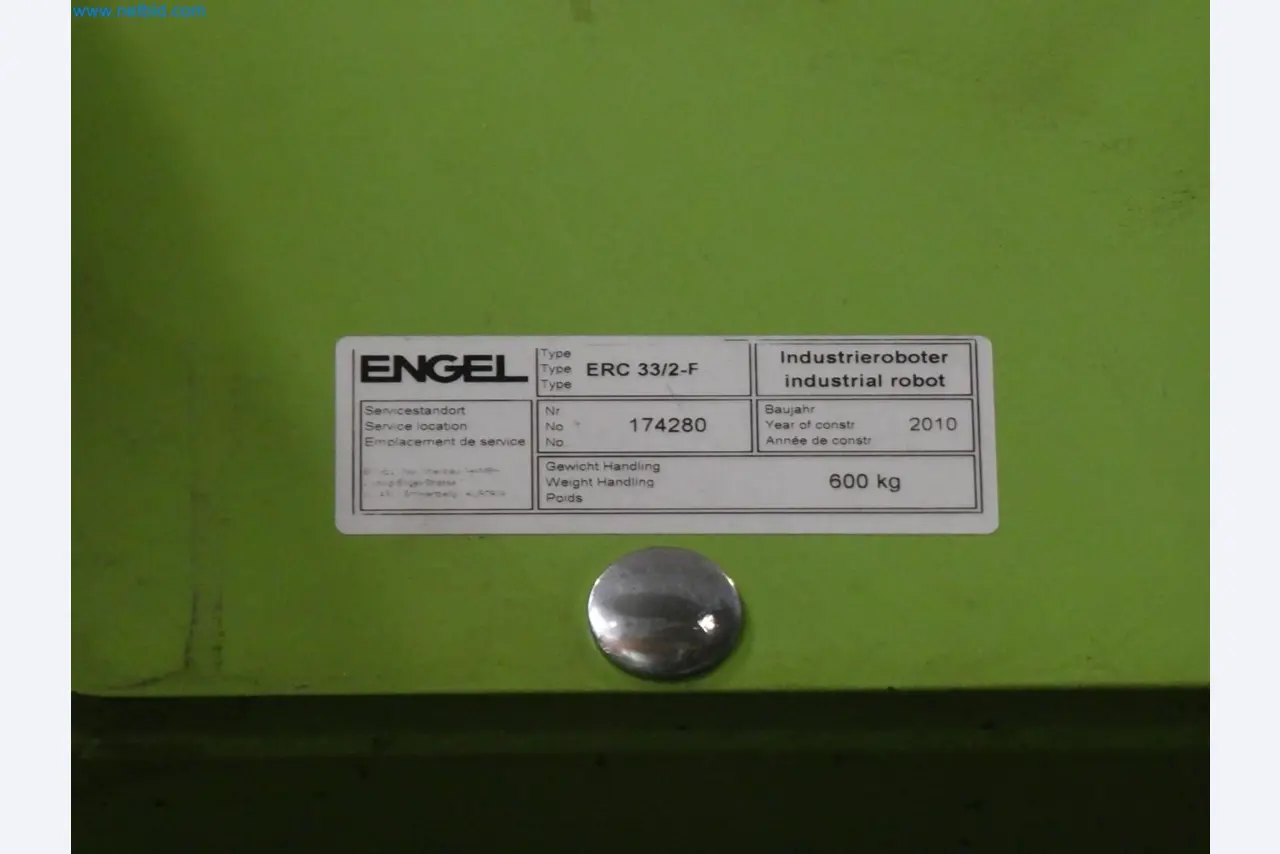 www.netbid.com
ENGEL
Type
Type
Type
ERC 33/2-F
Industrieroboter
industrial robot
Servicestandort
Service location
Emplacement de service
Nr
No
No
174280
Baujahr
Year of constr
Année de constr
2010
Gewicht Handling
Weight Handling
Poids
600 kg